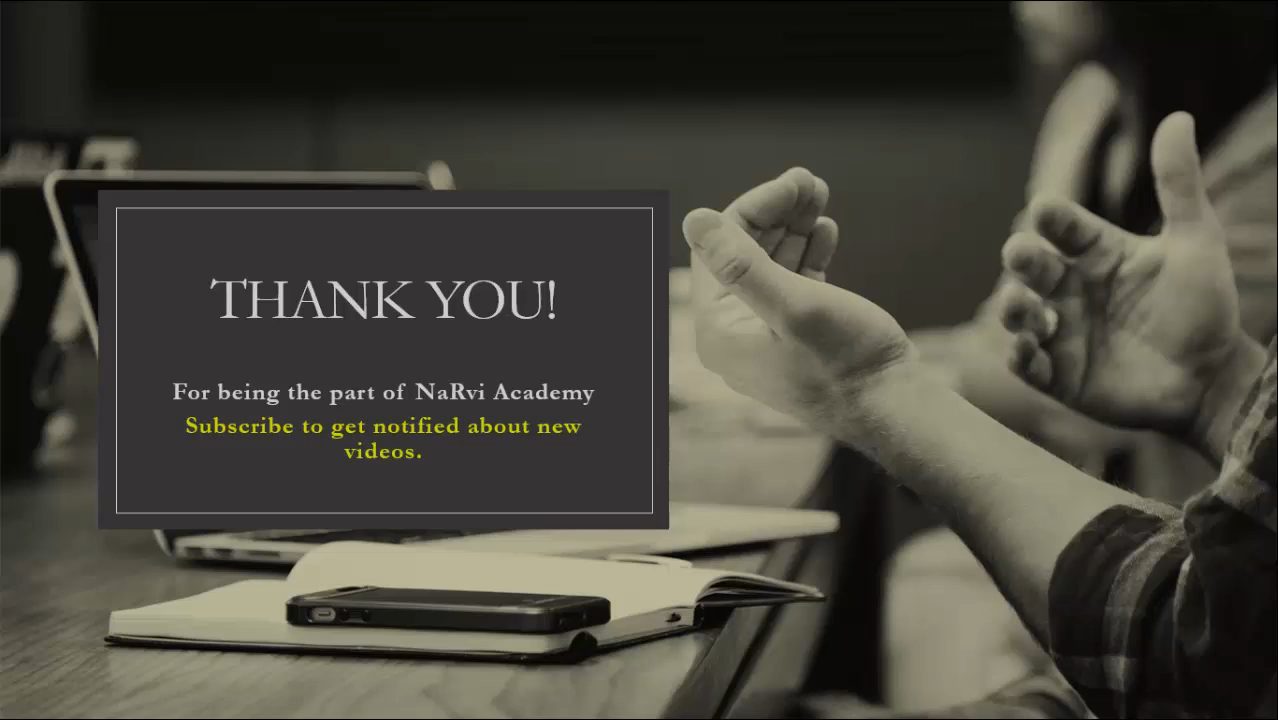 THANK YOU!
For being the part of NaRvi Academy
Subscribe to get notified about new
videos.